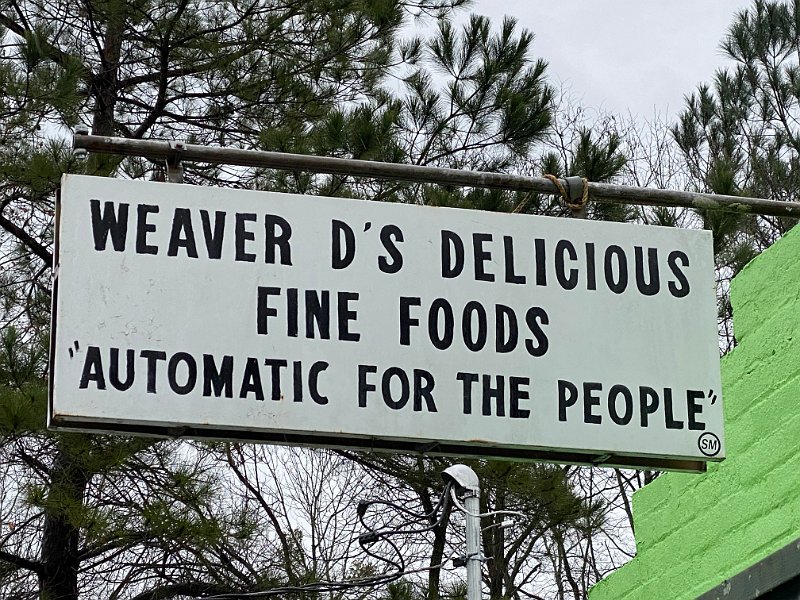 WEAVER D'S DELICIOUS
FINE FOODS
"AUTOMATIC FOR THE PEOPLE"
SM